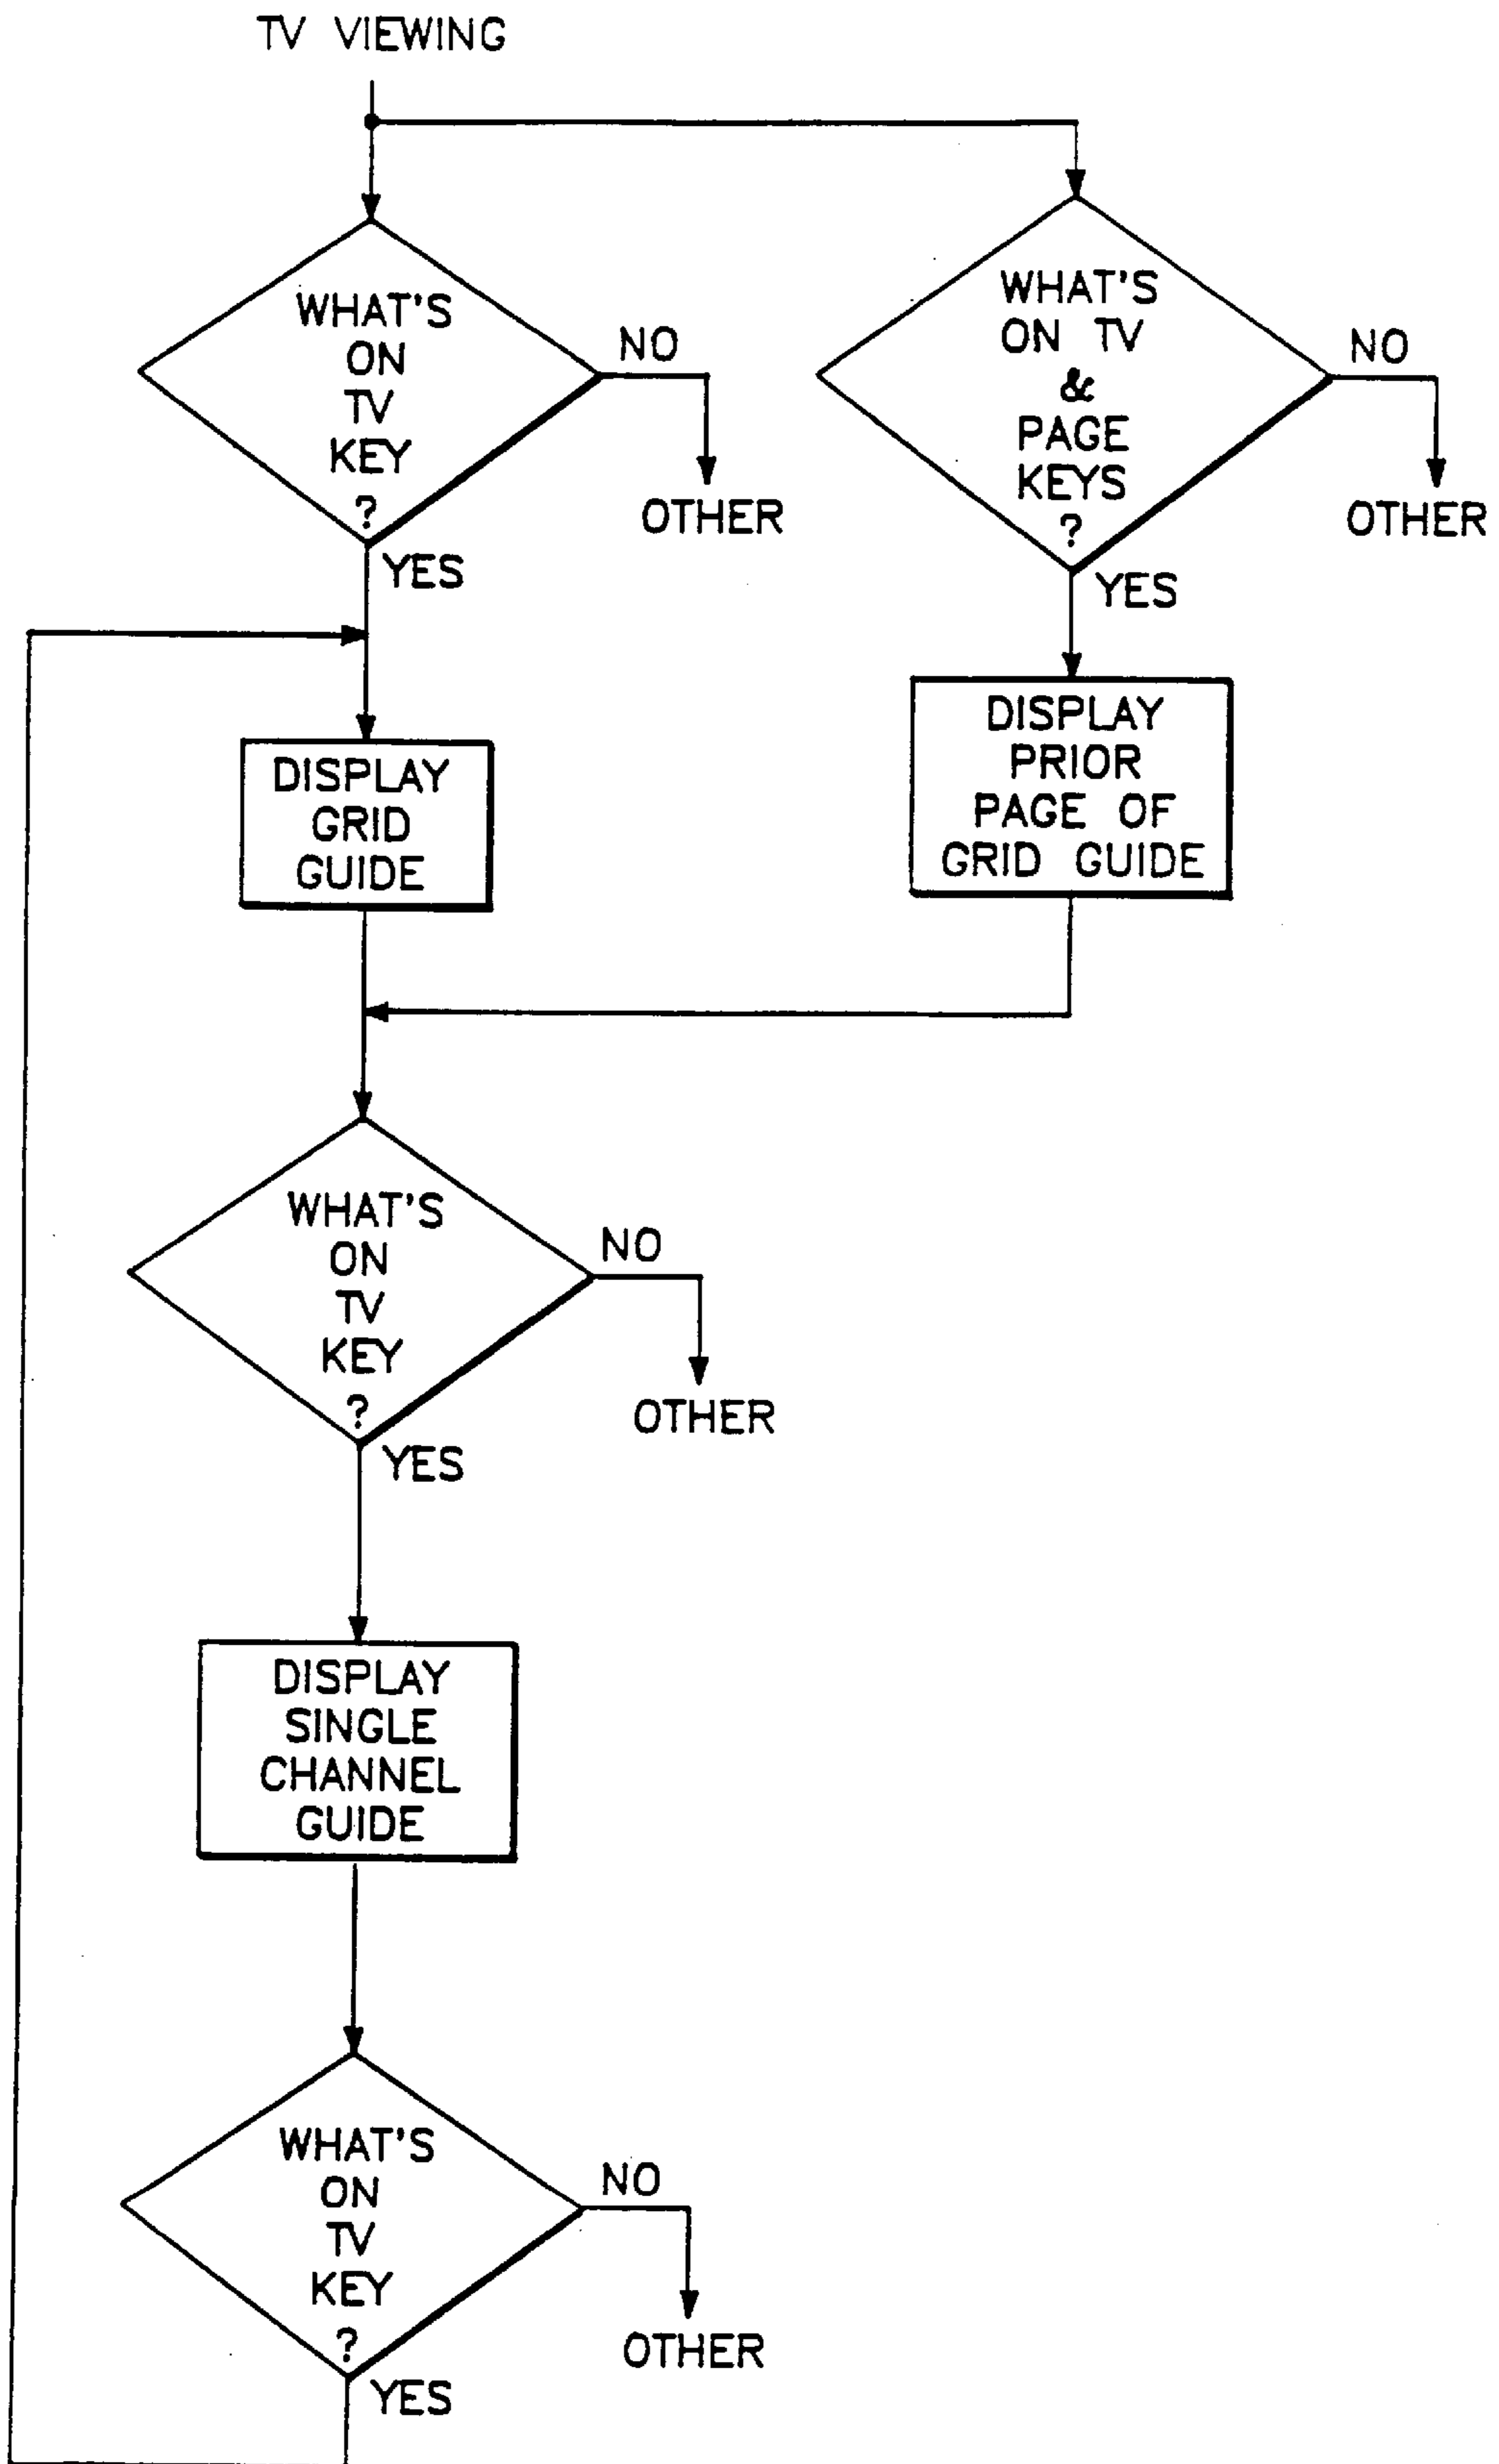 TV VIEWING
WHAT'S
ON
TV
KEY
?
NO
OTHER
YES
WHAT'S
ON TV
&
PAGE
KEYS
?
NO
OTHER
YES
DISPLAY
GRID
GUIDE
DISPLAY
PRIOR
PAGE OF
GRID GUIDE
WHAT'S
ON
TV
KEY
?
NO
OTHER
YES
DISPLAY
SINGLE
CHANNEL
GUIDE
WHAT'S
ON
TV
KEY
?
NO
OTHER
YES